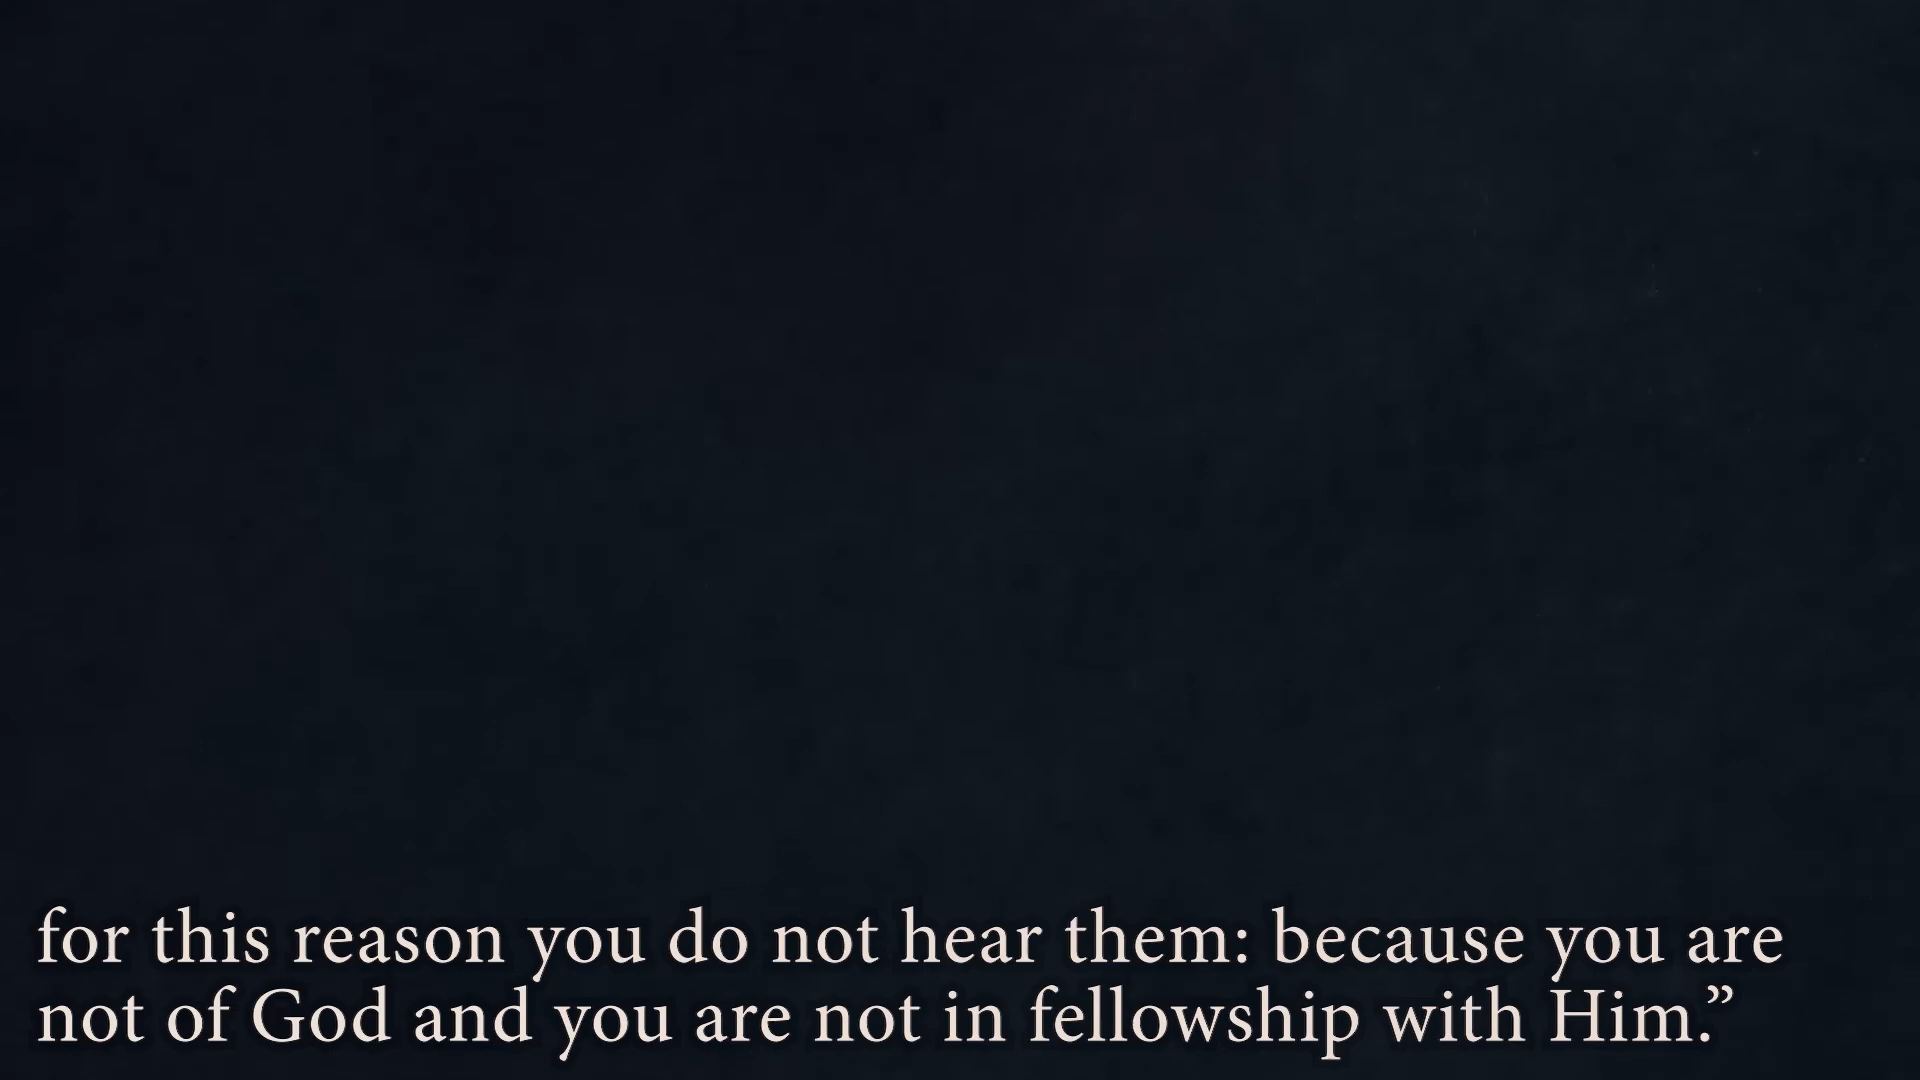 for this reason you do not hear them: because you are
not of God and you are not in fellowship with Him.”